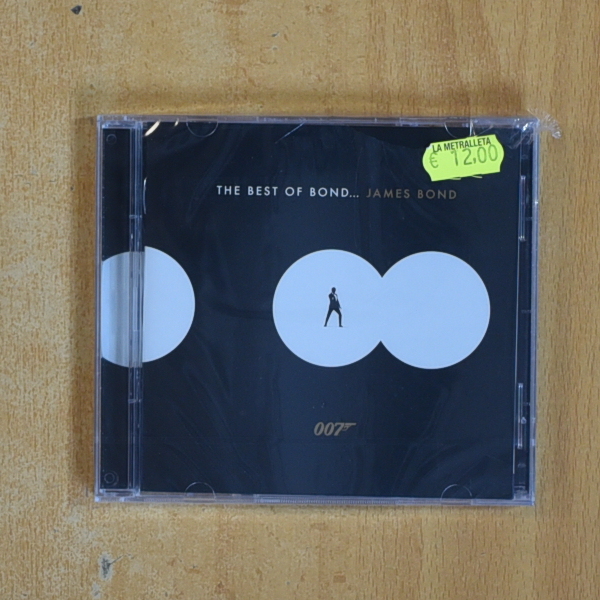 LA METRALLETA
€ 12,00
THE BEST OF BOND... JAMES BOND
007